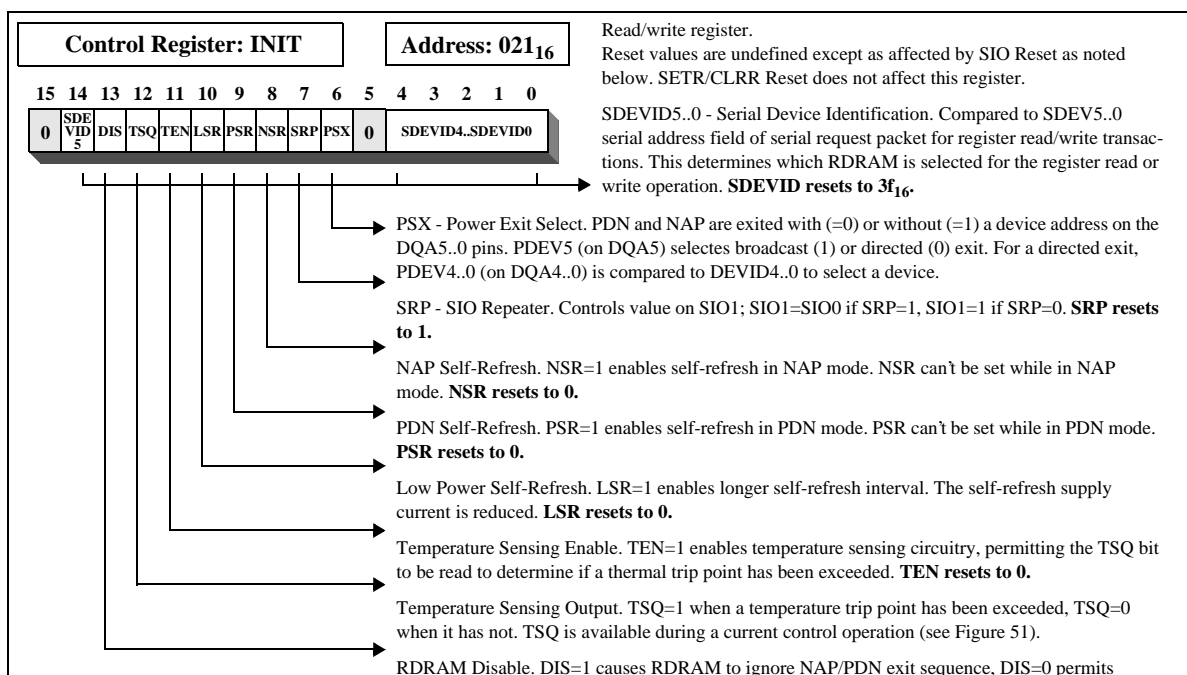 Control Register: INIT
Address: 021₁₆
Read/write register.
Reset values are undefined except as affected by SIO Reset as noted
below. SETR/CLRR Reset does not affect this register.
15 14 13 12 11 10 9 8 7 6 5 4 3 2 1 0
0 SDE VID 5 DIS TSQ TEN LSR PSR NSR SRP PSX 0 SDEVID4..SDEVID0
SDEVID5..0 - Serial Device Identification. Compared to SDEV5..0
serial address field of serial request packet for register read/write transac-
tions. This determines which RDRAM is selected for the register read or
write operation. SDEVID resets to 3f₁₆.
PSX - Power Exit Select. PDN and NAP are exited with (=0) or without (=1) a device address on the
DQA5..0 pins. PDEV5 (on DQA5) selectes broadcast (1) or directed (0) exit. For a directed exit,
PDEV4..0 (on DQA4..0) is compared to DEVID4..0 to select a device.
SRP - SIO Repeater. Controls value on SIO1; SIO1=SIO0 if SRP=1, SIO1=1 if SRP=0. SRP resets
to 1.
NAP Self-Refresh. NSR=1 enables self-refresh in NAP mode. NSR can't be set while in NAP
mode. NSR resets to 0.
PDN Self-Refresh. PSR=1 enables self-refresh in PDN mode. PSR can't be set while in PDN mode.
PSR resets to 0.
Low Power Self-Refresh. LSR=1 enables longer self-refresh interval. The self-refresh supply
current is reduced. LSR resets to 0.
Temperature Sensing Enable. TEN=1 enables temperature sensing circuitry, permitting the TSQ bit
to be read to determine if a thermal trip point has been exceeded. TEN resets to 0.
Temperature Sensing Output. TSQ=1 when a temperature trip point has been exceeded, TSQ=0
when it has not. TSQ is available during a current control operation (see Figure 51).
RDRAM Disable. DIS=1 causes RDRAM to ignore NAP/PDN exit sequence, DIS=0 permits